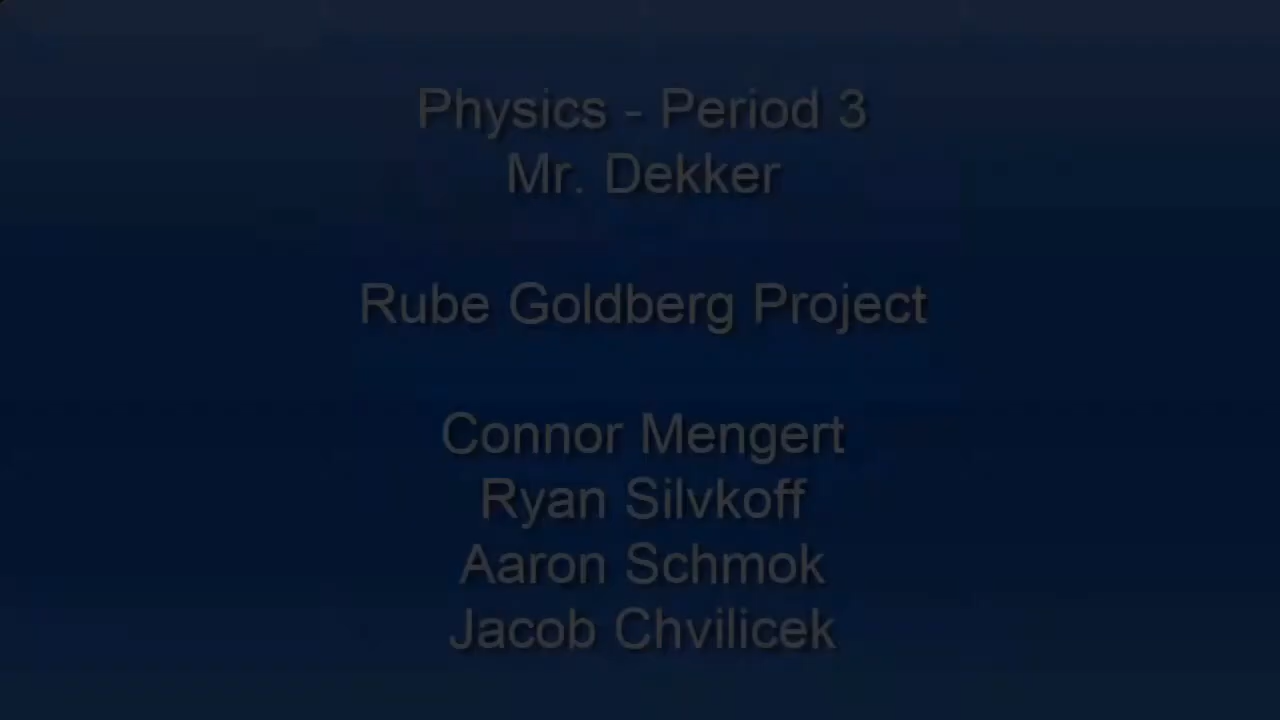 Physics - Period 3
Mr. Dekker
Rube Goldberg Project
Connor Mengert
Ryan Silvkoff
Aaron Schmok
Jacob Chvilicek